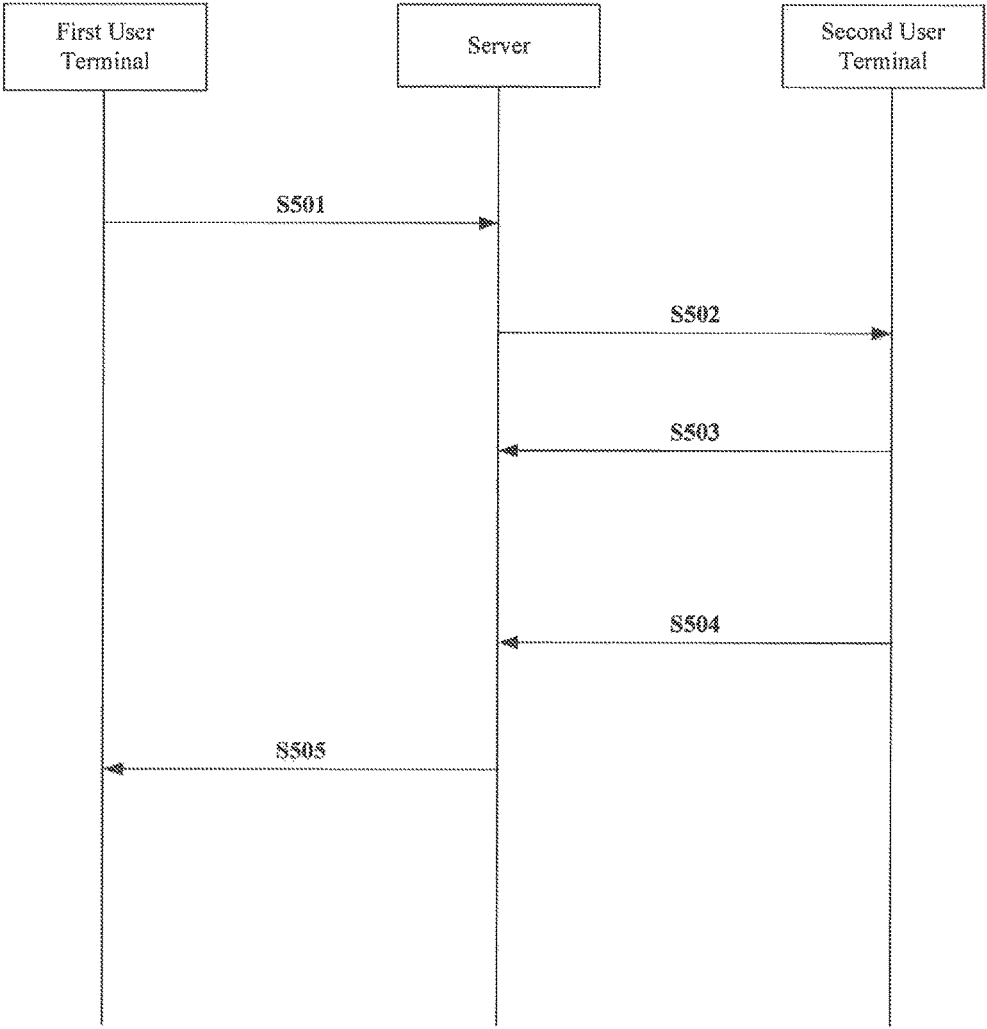 First User
Terminal
Server
Second User
Terminal
S501
S502
S503
S504
S505